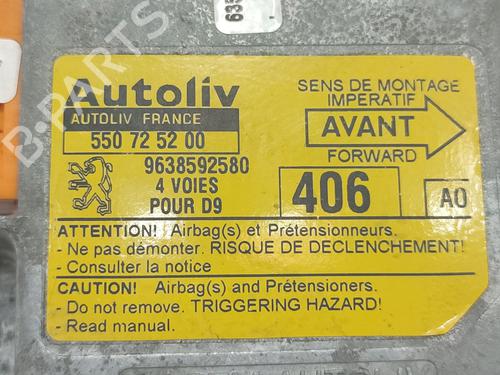 635
Autoliv
AUTOLIV FRANCE
550 72 52 00
9638592580
4 VOIES
POUR D9
SENS DE MONTAGE
IMPERATIF
AVANT
FORWARD
406
A0
ATTENTION! Airbag(s) et Prétensionneurs.
- Ne pas démonter. RISQUE DE DECLENCHEMENT!
- Consulter la notice
CAUTION! Airbag(s) and Prétensioners.
- Do not remove. TRIGGERING HAZARD!
- Read manual.
B-PARTS